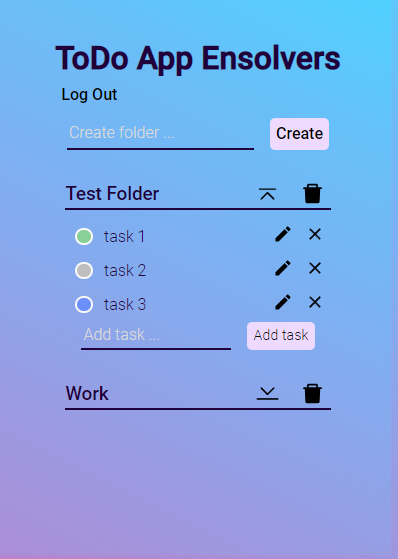 ToDo App Ensolvers
Log Out
Create folder ...
Create
Test Folder
task 1
task 2
task 3
Add task ...
Add task
Work